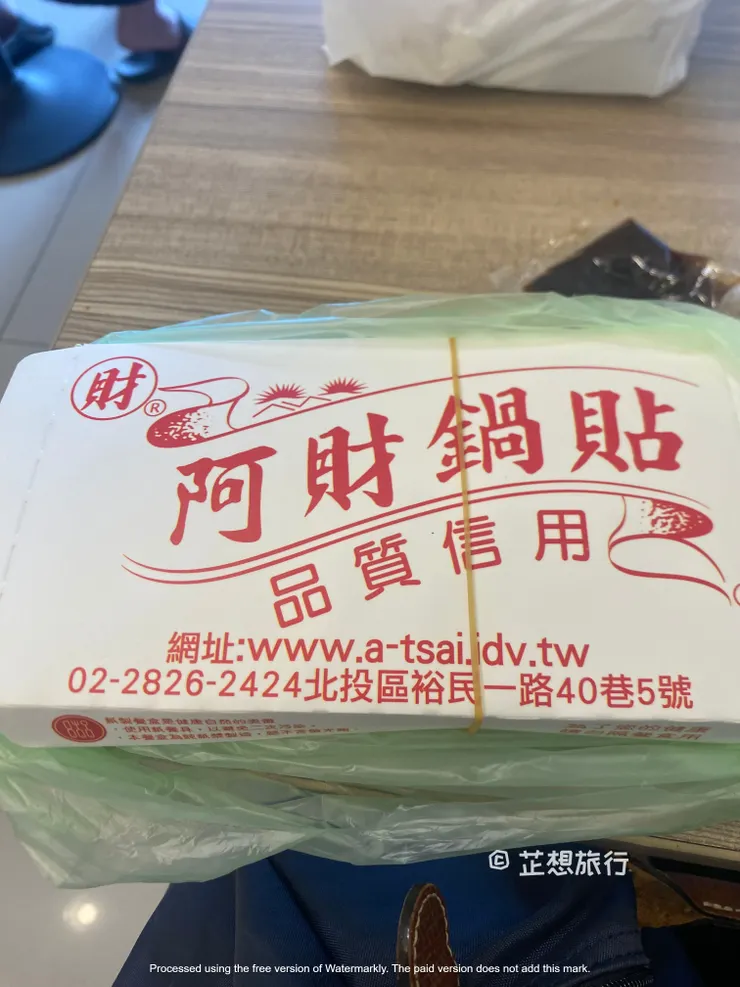 財®
阿財鍋貼
品質信用
網址:www.a-tsai.idv.tw
02-2826-2424北投區裕民一路40巷5號
© 芷想旅行
Processed using the free version of Watermarkly. The paid version does not add this mark.